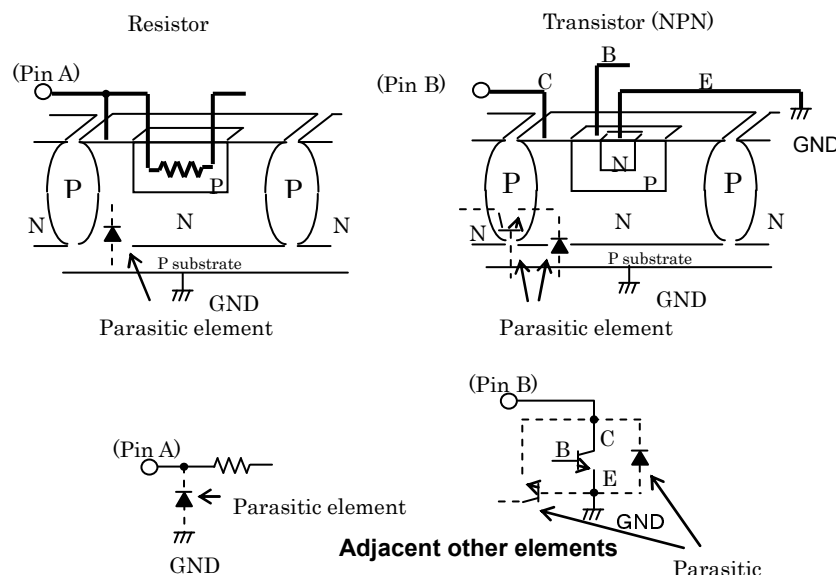 Resistor
Transistor (NPN)
(Pin A)
(Pin B)
C
B
E
GND
P
P
P
N
N
N
P substrate
GND
Parasitic element
P
P
N
P
N
N
N
P substrate
GND
Parasitic element
(Pin A)
Parasitic element
GND
(Pin B)
C
B
E
GND
Adjacent other elements
Parasitic